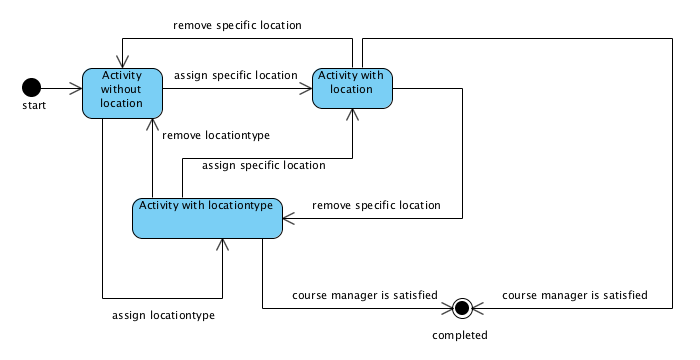 remove specific location
Activity
without
location
assign specific location
Activity with
location
start
remove locationtype
assign specific location
Activity with locationtype
remove specific location
course manager is satisfied
course manager is satisfied
assign locationtype
completed